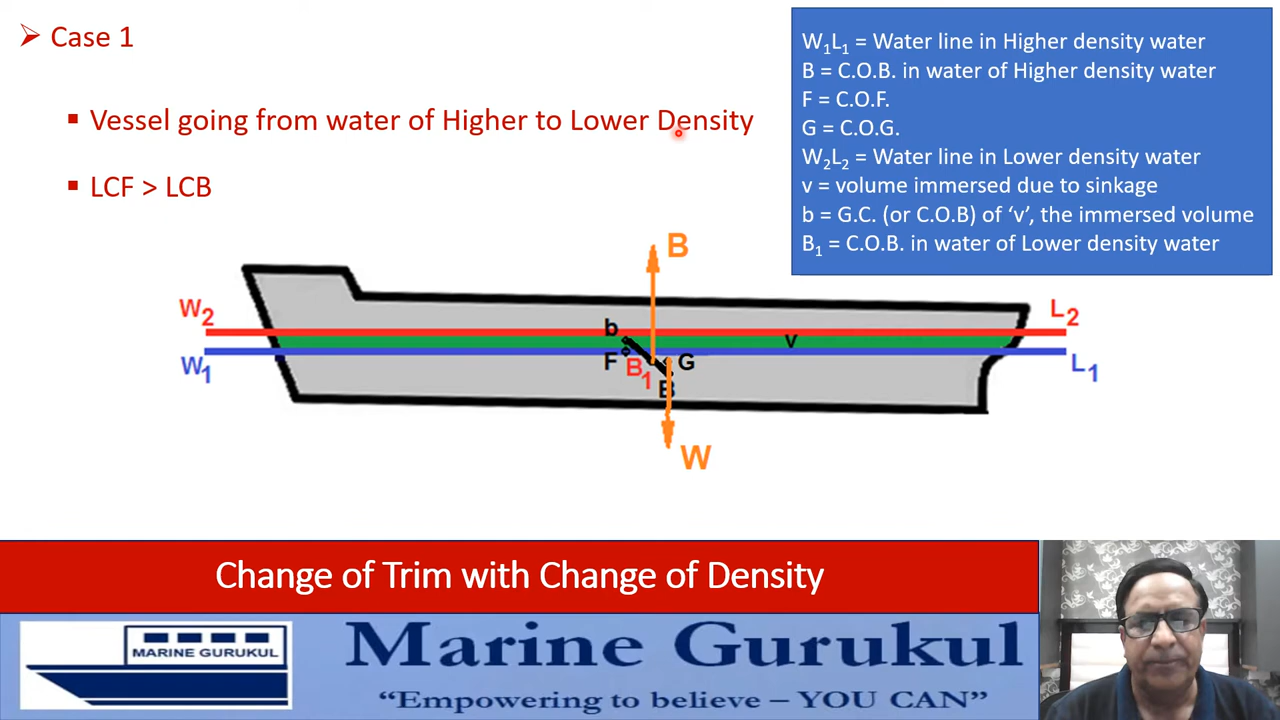 Case 1
Vessel going from water of Higher to Lower Density
LCF > LCB
W₁L₁ = Water line in Higher density water
B = C.O.B. in water of Higher density water
F = C.O.F.
G = C.O.G.
W₂L₂ = Water line in Lower density water
v = volume immersed due to sinkage
b = G.C. (or C.O.B) of ‘v’, the immersed volume
B₁ = C.O.B. in water of Lower density water
B
W₂
L₂
b
v
W₁
F
B₁
G
L₁
B
W
Change of Trim with Change of Density
MARINE GURUKUL
Marine Gurukul
“Empowering to believe – YOU CAN”